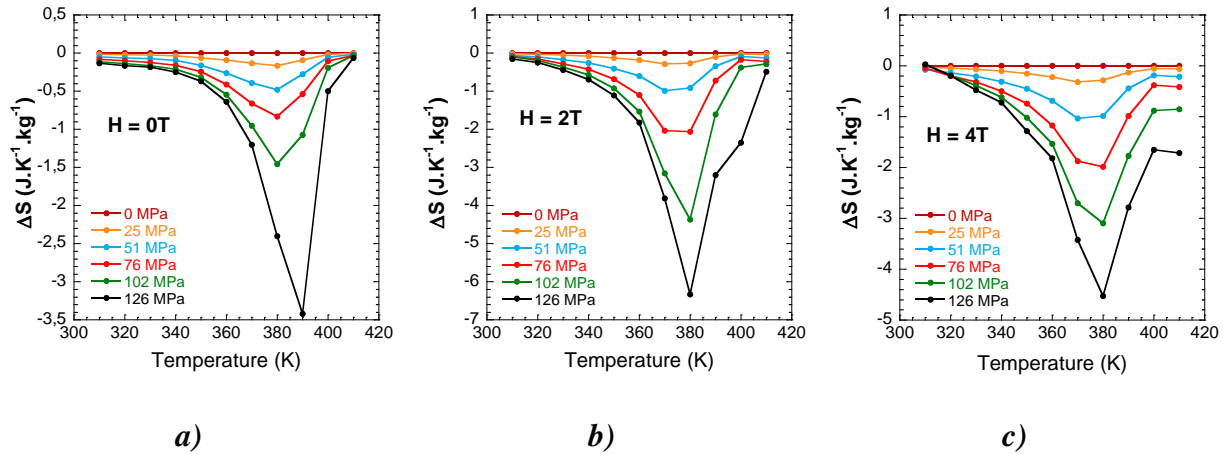 0,5
0
-0,5
-1
-1,5
-2
-2,5
-3
-3,5
ΔS (J.K⁻¹.kg⁻¹)
H = 0T
0 MPa
25 MPa
51 MPa
76 MPa
102 MPa
126 MPa
300 320 340 360 380 400 420
Temperature (K)
a)
1
0
-1
-2
-3
-4
-5
-6
-7
ΔS (J.K⁻¹.kg⁻¹)
H = 2T
0 MPa
25 MPa
51 MPa
76 MPa
102 MPa
126 MPa
300 320 340 360 380 400 420
Temperature (K)
b)
1
0
-1
-2
-3
-4
-5
ΔS (J.K⁻¹.kg⁻¹)
H = 4T
0 MPa
25 MPa
51 MPa
76 MPa
102 MPa
126 MPa
300 320 340 360 380 400 420
Temperature (K)
c)